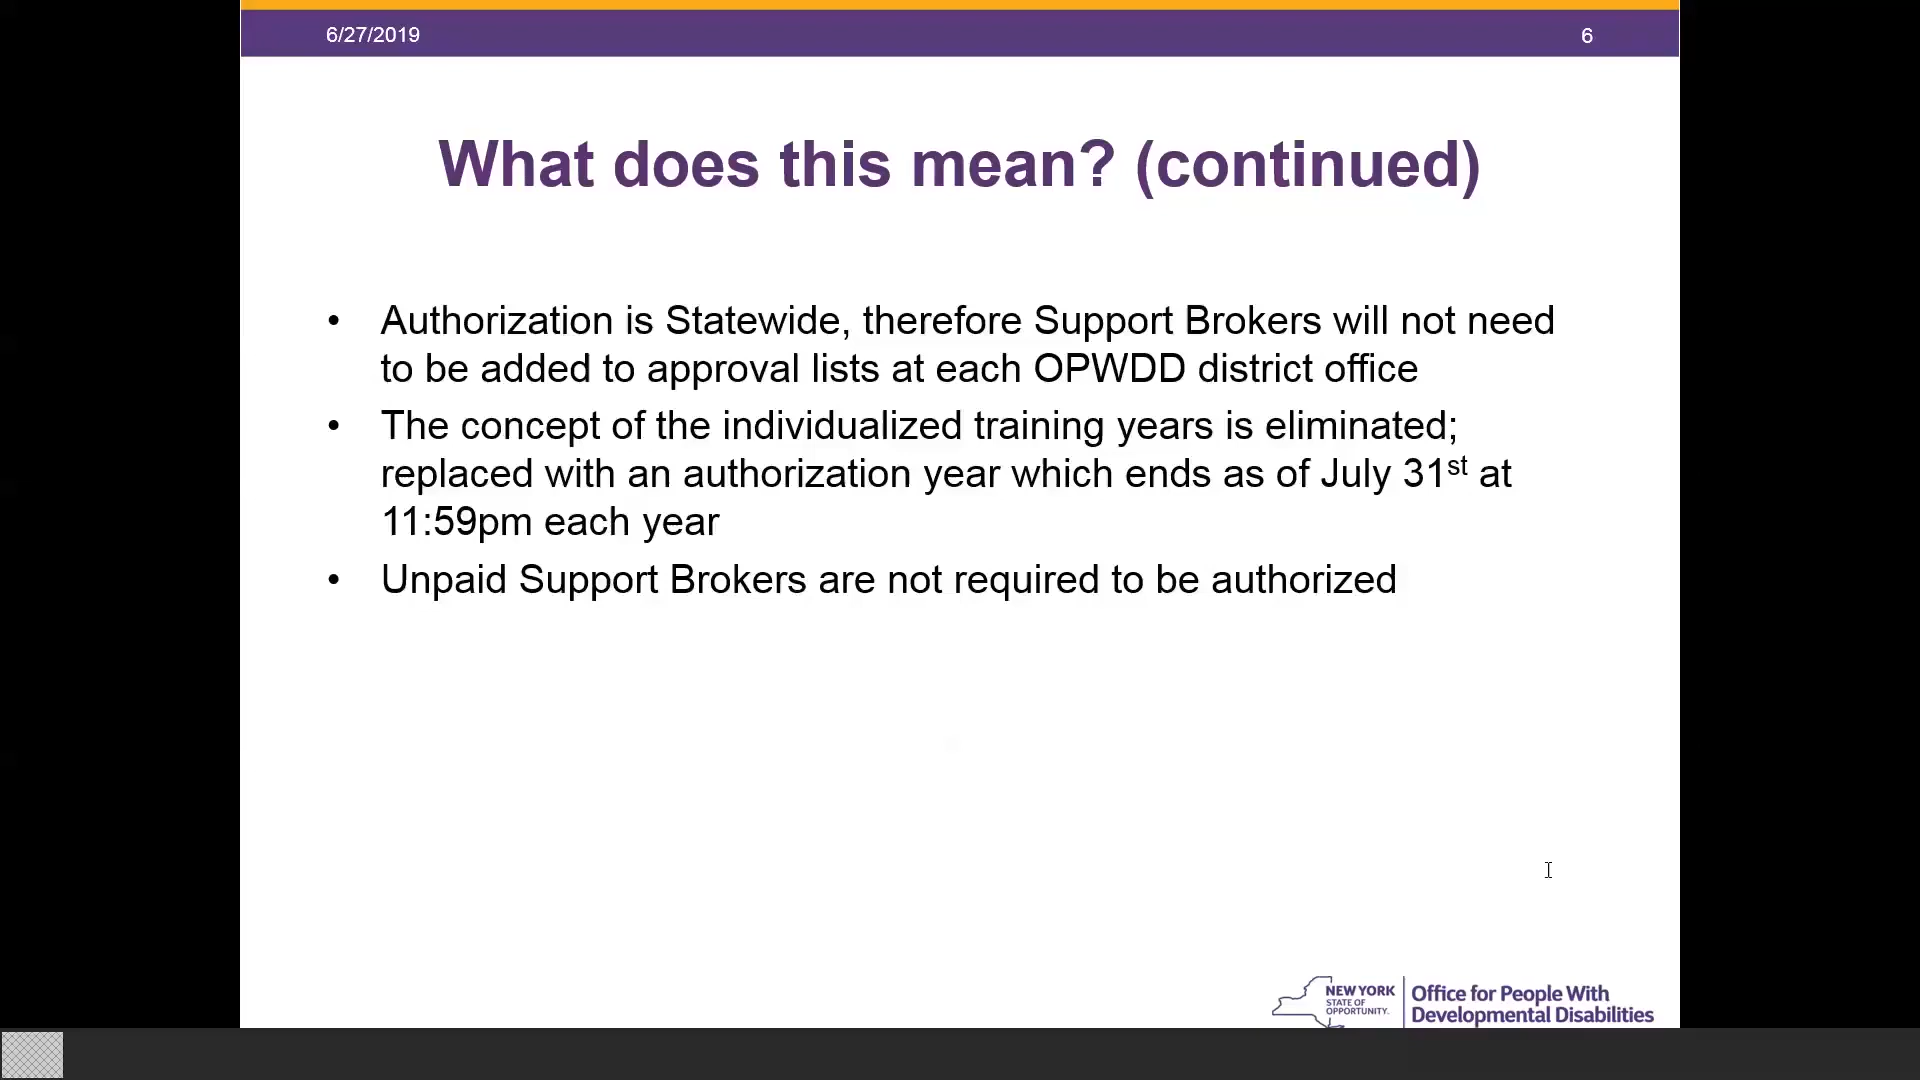 6/27/2019
6
What does this mean? (continued)
• Authorization is Statewide, therefore Support Brokers will not need
to be added to approval lists at each OPWDD district office
• The concept of the individualized training years is eliminated;
replaced with an authorization year which ends as of July 31st at
11:59pm each year
• Unpaid Support Brokers are not required to be authorized
NEW YORK
STATE OF
OPPORTUNITY.
Office for People With
Developmental Disabilities